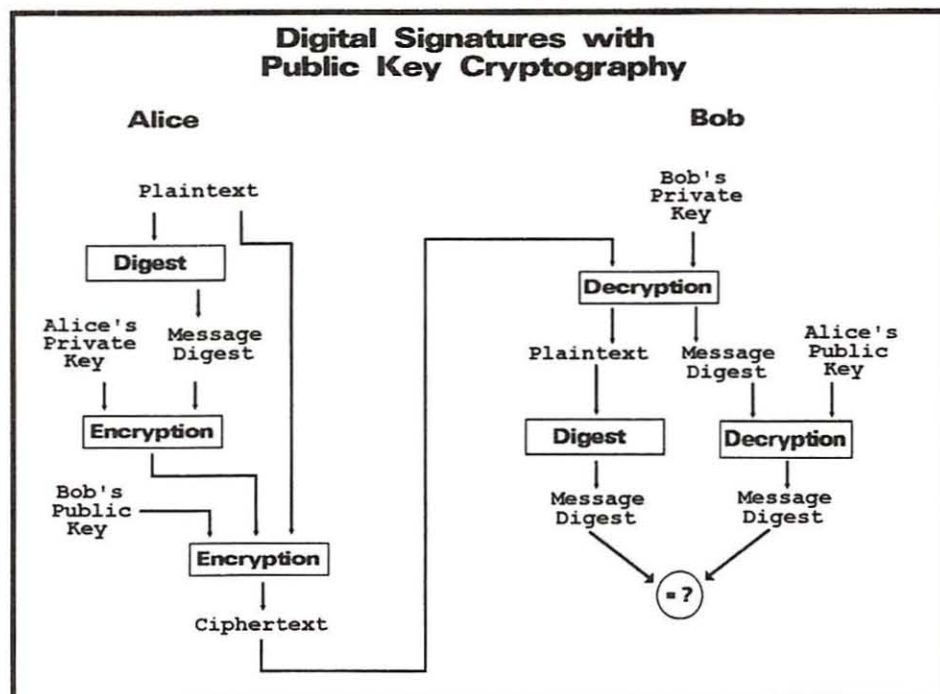 Digital Signatures with
Public Key Cryptography
Alice
Plaintext
Digest
Alice's
Private
Key
Message
Digest
Encryption
Bob's
Public
Key
Encryption
Ciphertext
Bob
Bob's
Private
Key
Decryption
Plaintext
Message
Digest
Alice's
Public
Key
Digest
Decryption
Message
Digest
Message
Digest
= ?